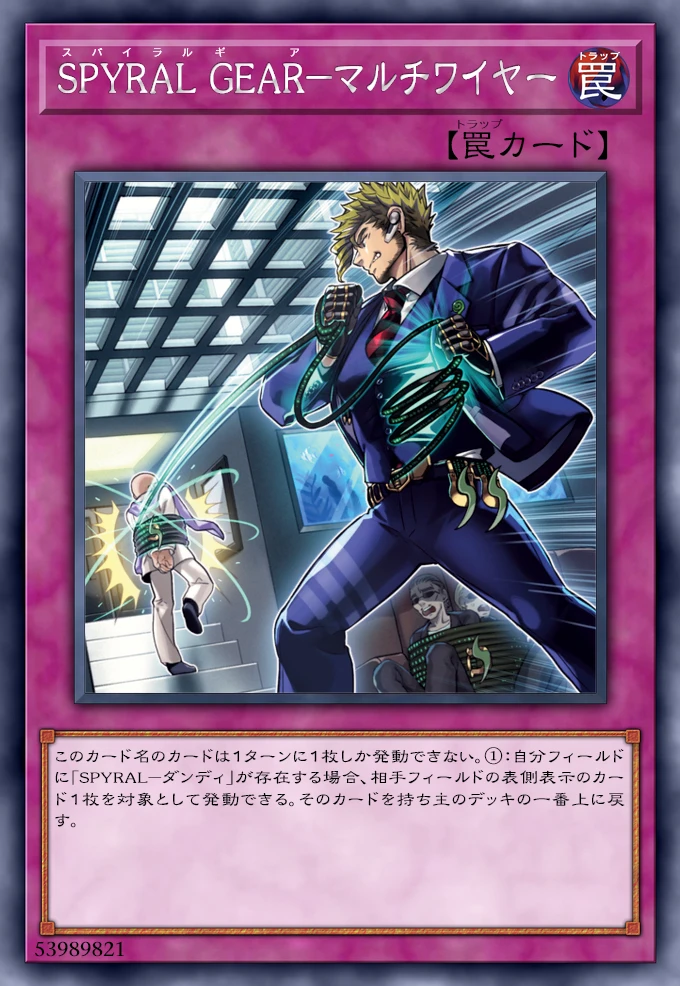 スパイラルギア
SPYRAL GEAR－マルチワイヤー
トラップ
罠
トラップ
【罠カード】
このカード名のカードは1ターンに1枚しか発動できない。①：自分フィールド
に「SPYRAL－ダンディ」が存在する場合、相手フィールドの表側表示のカー
ド1枚を対象として発動できる。そのカードを持ち主のデッキの一番上に戻
す。
53989821